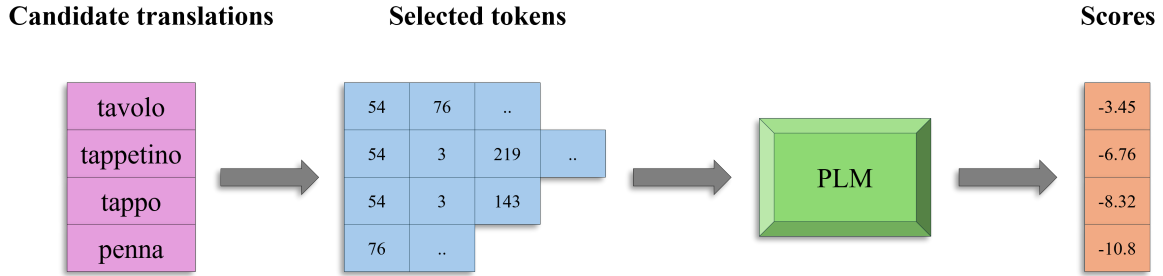 Candidate translations Selected tokens Scores
tavolo 54 76 .. -3.45
tappetino 54 3 219 .. PLM -6.76
tappo 54 3 143 -8.32
penna 76 .. -10.8